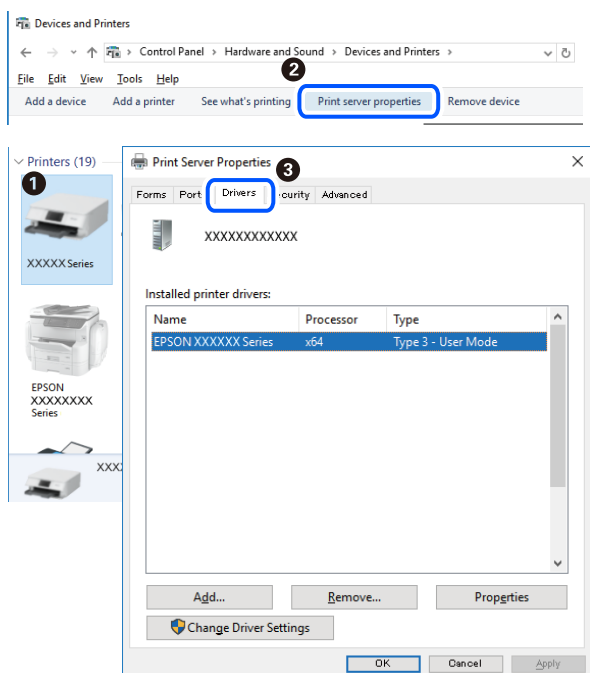 Devices and Printers
Control Panel > Hardware and Sound > Devices and Printers >
2
File Edit View Tools Help
Add a device Add a printer See what's printing Print server properties Remove device
Printers (19)
1
XXXXX Series
EPSON
XXXXXXXX
Series
XXX
Print Server Properties
3
Forms Port Drivers curity Advanced
XXXXXXXXXXXX
Installed printer drivers:
Name Processor Type
EPSON XXXXXX Series x64 Type 3 - User Mode
Add... Remove... Properties
Change Driver Settings
OK Cancel Apply